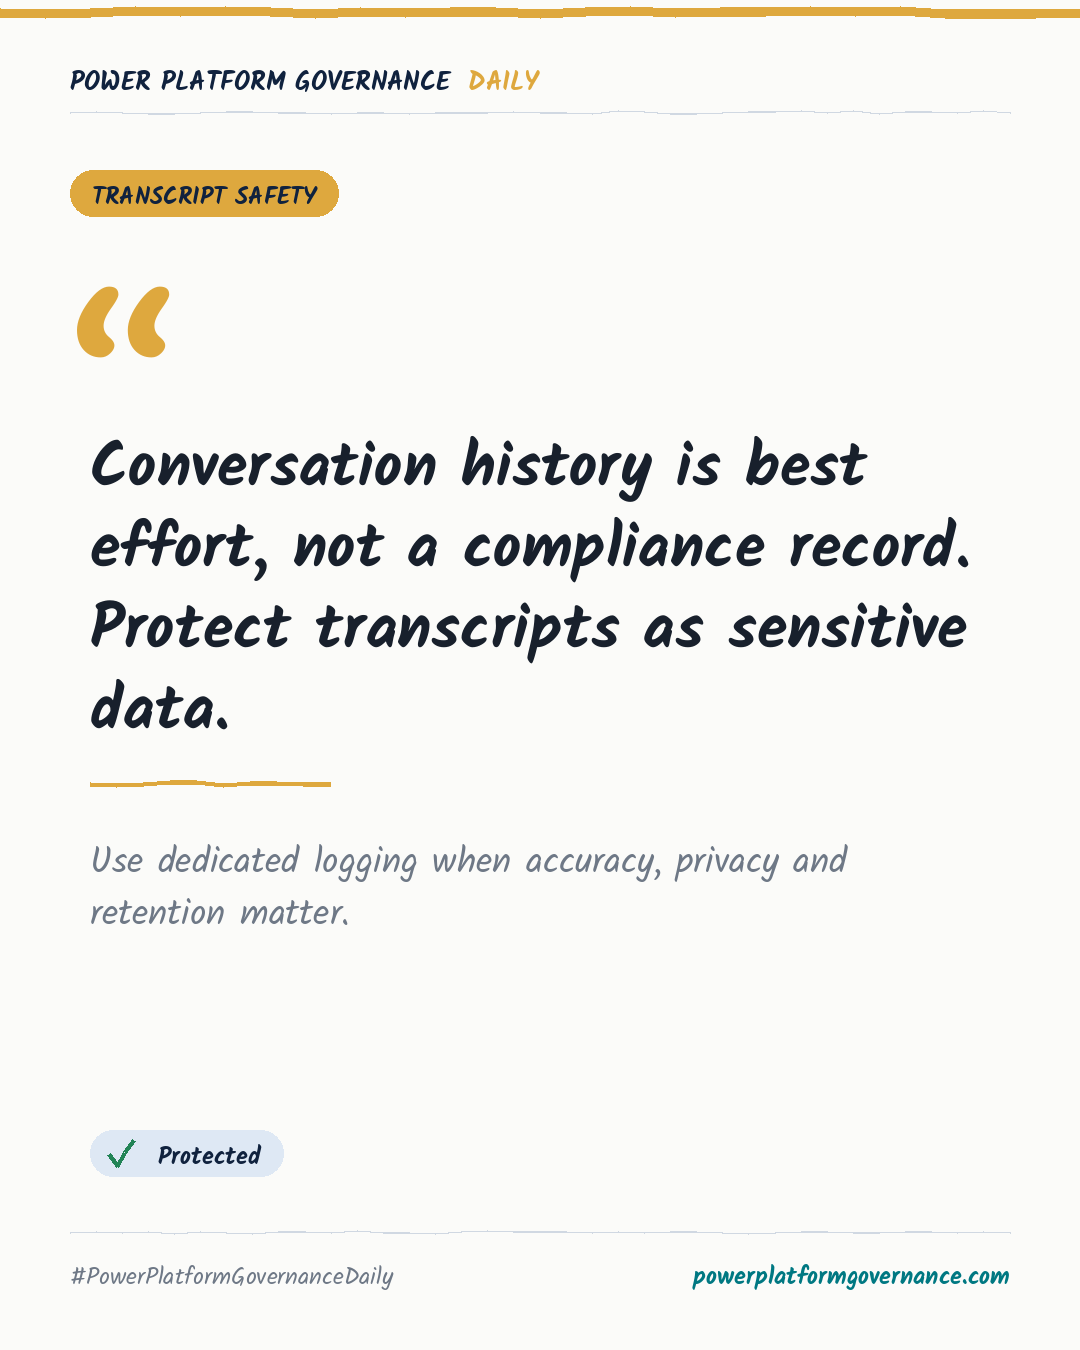 POWER PLATFORM GOVERNANCE DAILY
TRANSCRIPT SAFETY
“
Conversation history is best
effort, not a compliance record.
Protect transcripts as sensitive
data.
Use dedicated logging when accuracy, privacy and
retention matter.
✓ Protected
#PowerPlatformGovernanceDaily
powerplatformgovernance.com